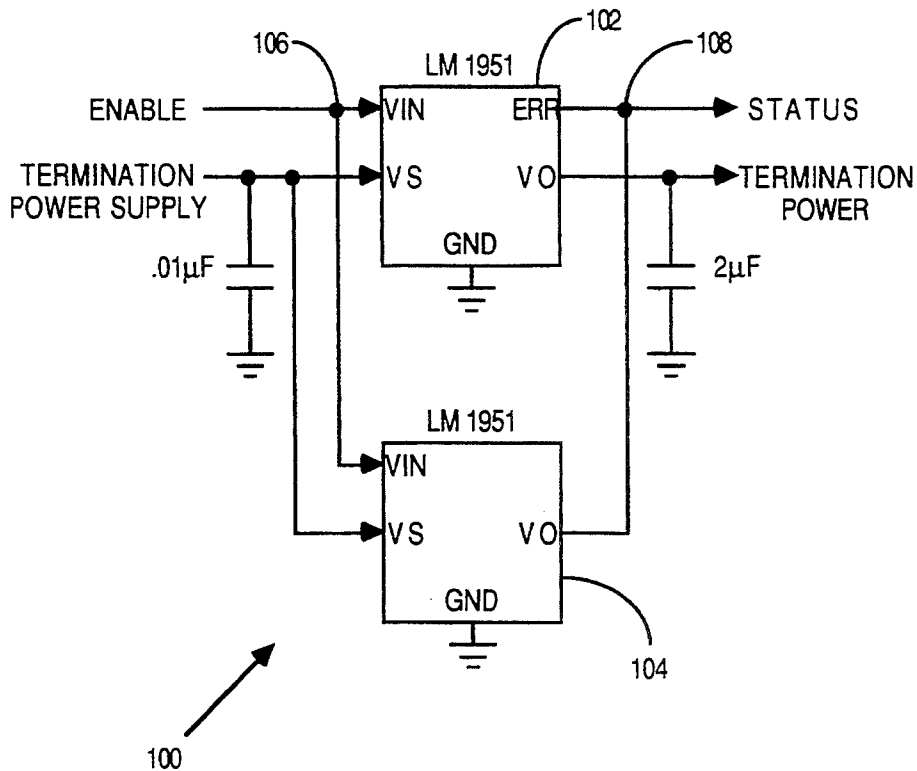 106
102
108
LM 1951
ENABLE
VIN
ERR
STATUS
TERMINATION
POWER SUPPLY
VS
VO
TERMINATION
POWER
GND
.01µF
2µF
LM 1951
VIN
VS
VO
GND
104
100